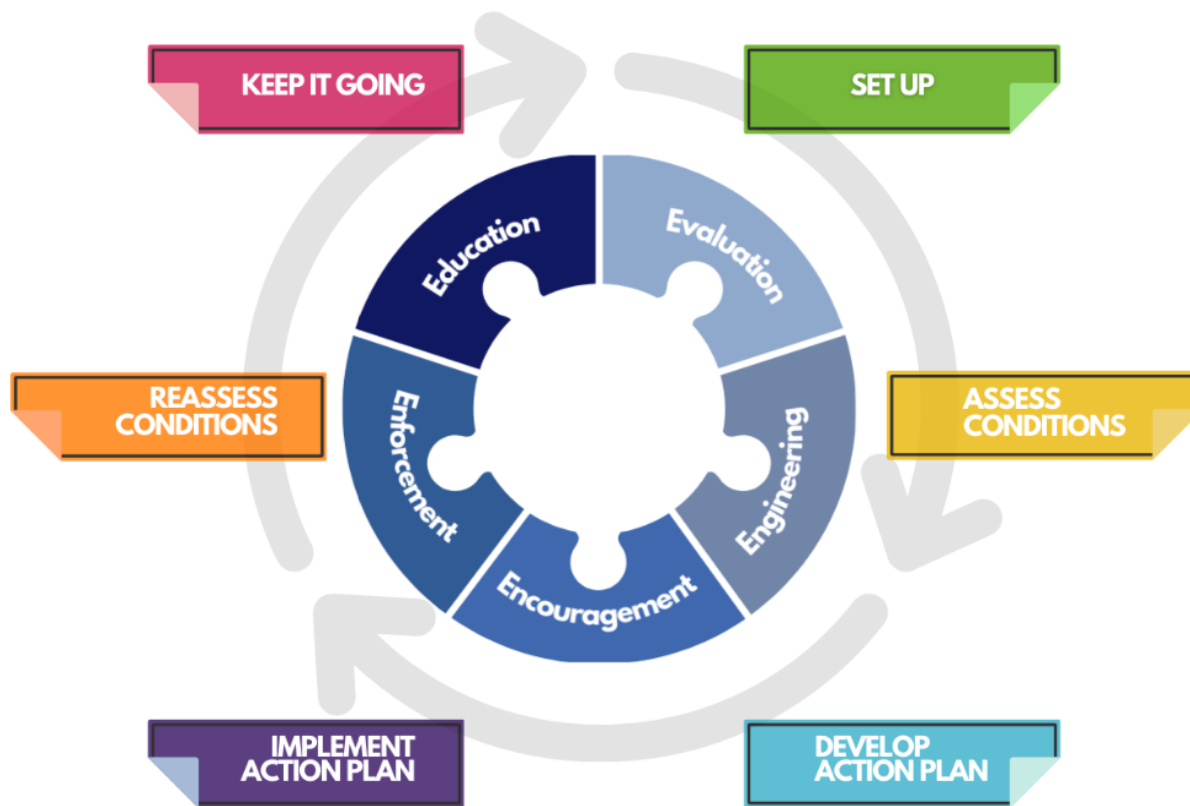 KEEP IT GOING
SET UP
Education
Evaluation
REASSESS
CONDITIONS
ASSESS
CONDITIONS
Enforcement
Engineering
Encouragement
IMPLEMENT
ACTION PLAN
DEVELOP
ACTION PLAN